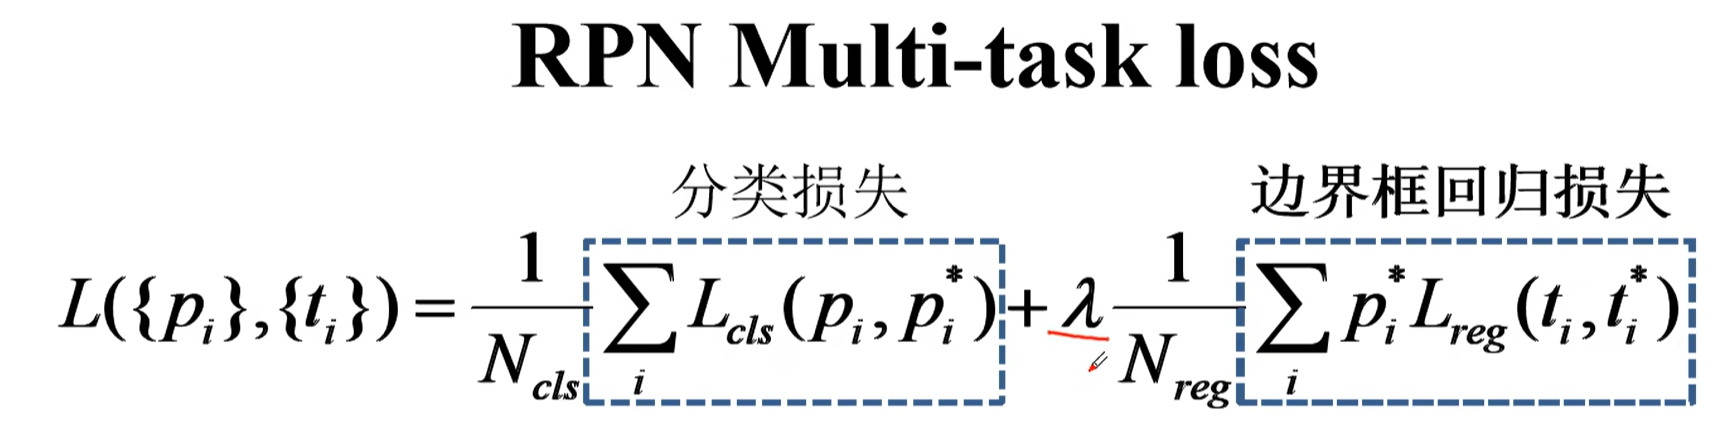 RPN Multi-task loss
分类损失 边界框回归损失
L({p_i},{t_i}) = \frac{1}{N_{cls}} \sum_i L_{cls}(p_i, p_i^*) + λ \frac{1}{N_{reg}} \sum_i p_i^* L_{reg}(t_i, t_i^*)